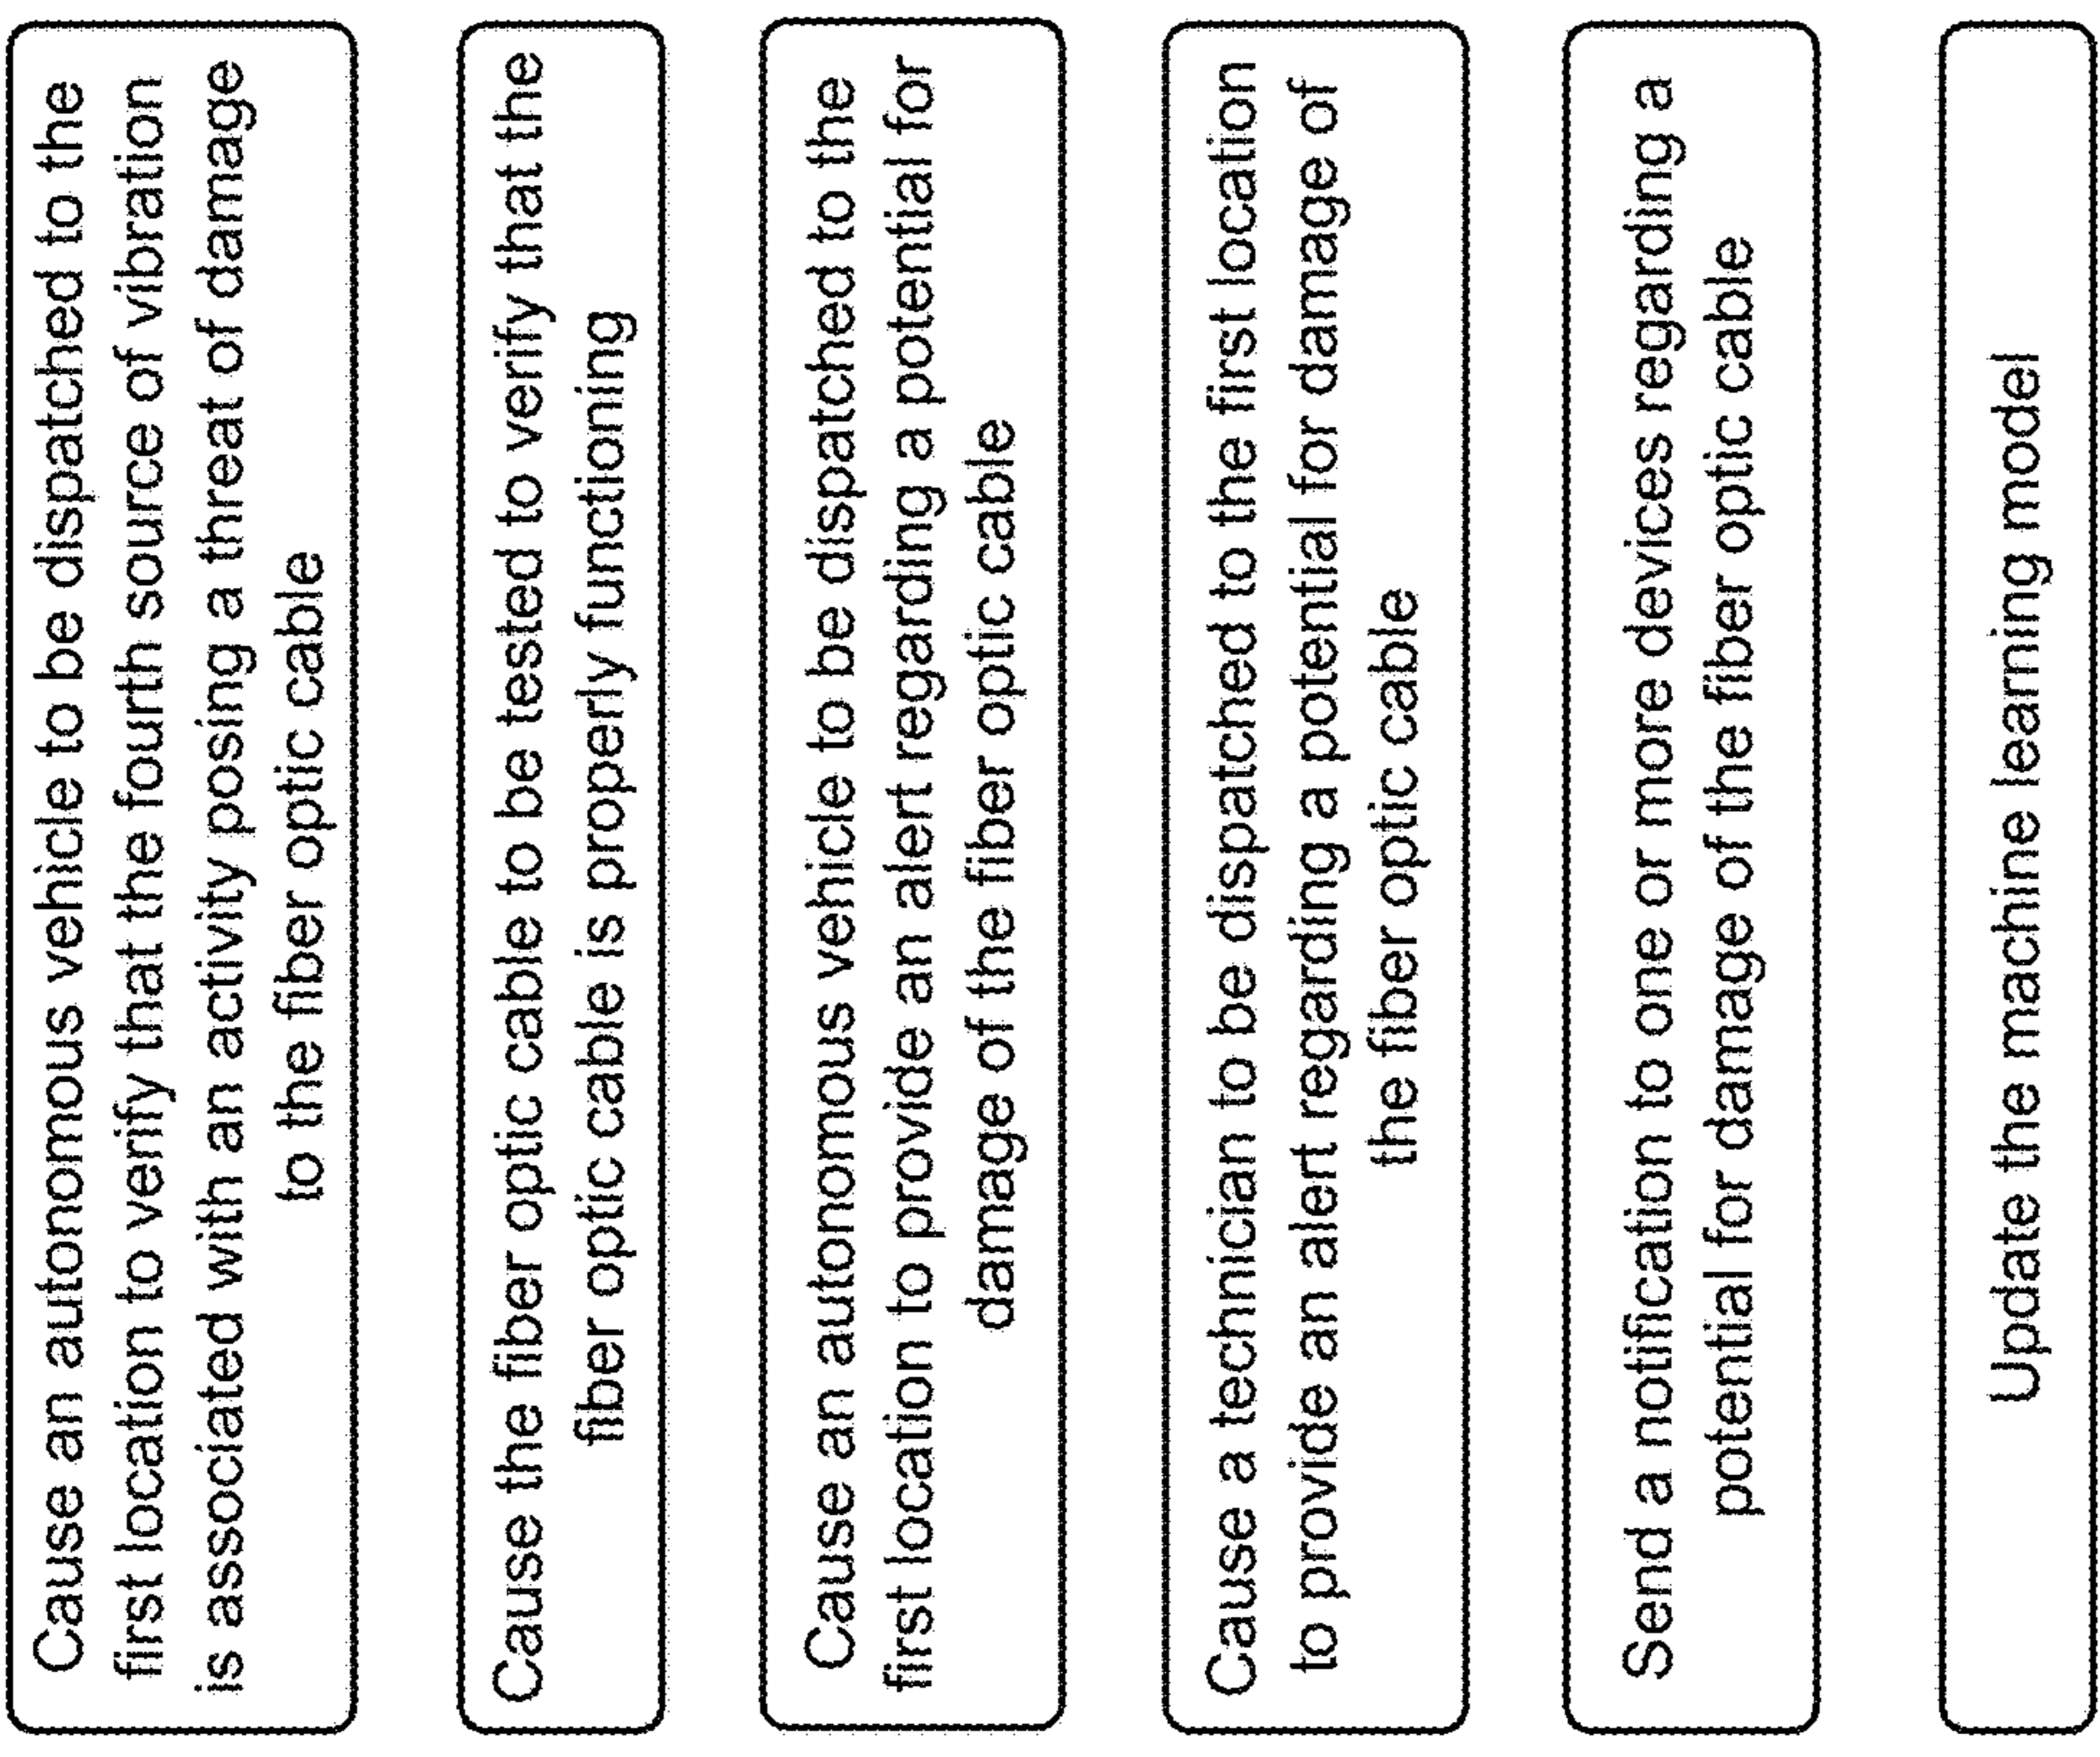 Cause an autonomous vehicle to be dispatched to the
first location to verify that the fourth source of vibration
is associated with an activity posing a threat of damage
to the fiber optic cable
Cause the fiber optic cable to be tested to verify that the
fiber optic cable is properly functioning
Cause an autonomous vehicle to be dispatched to the
first location to provide an alert regarding a potential for
damage of the fiber optic cable
Cause a technician to be dispatched to the first location
to provide an alert regarding a potential for damage of
the fiber optic cable
Send a notification to one or more devices regarding a
potential for damage of the fiber optic cable
Update the machine learning model